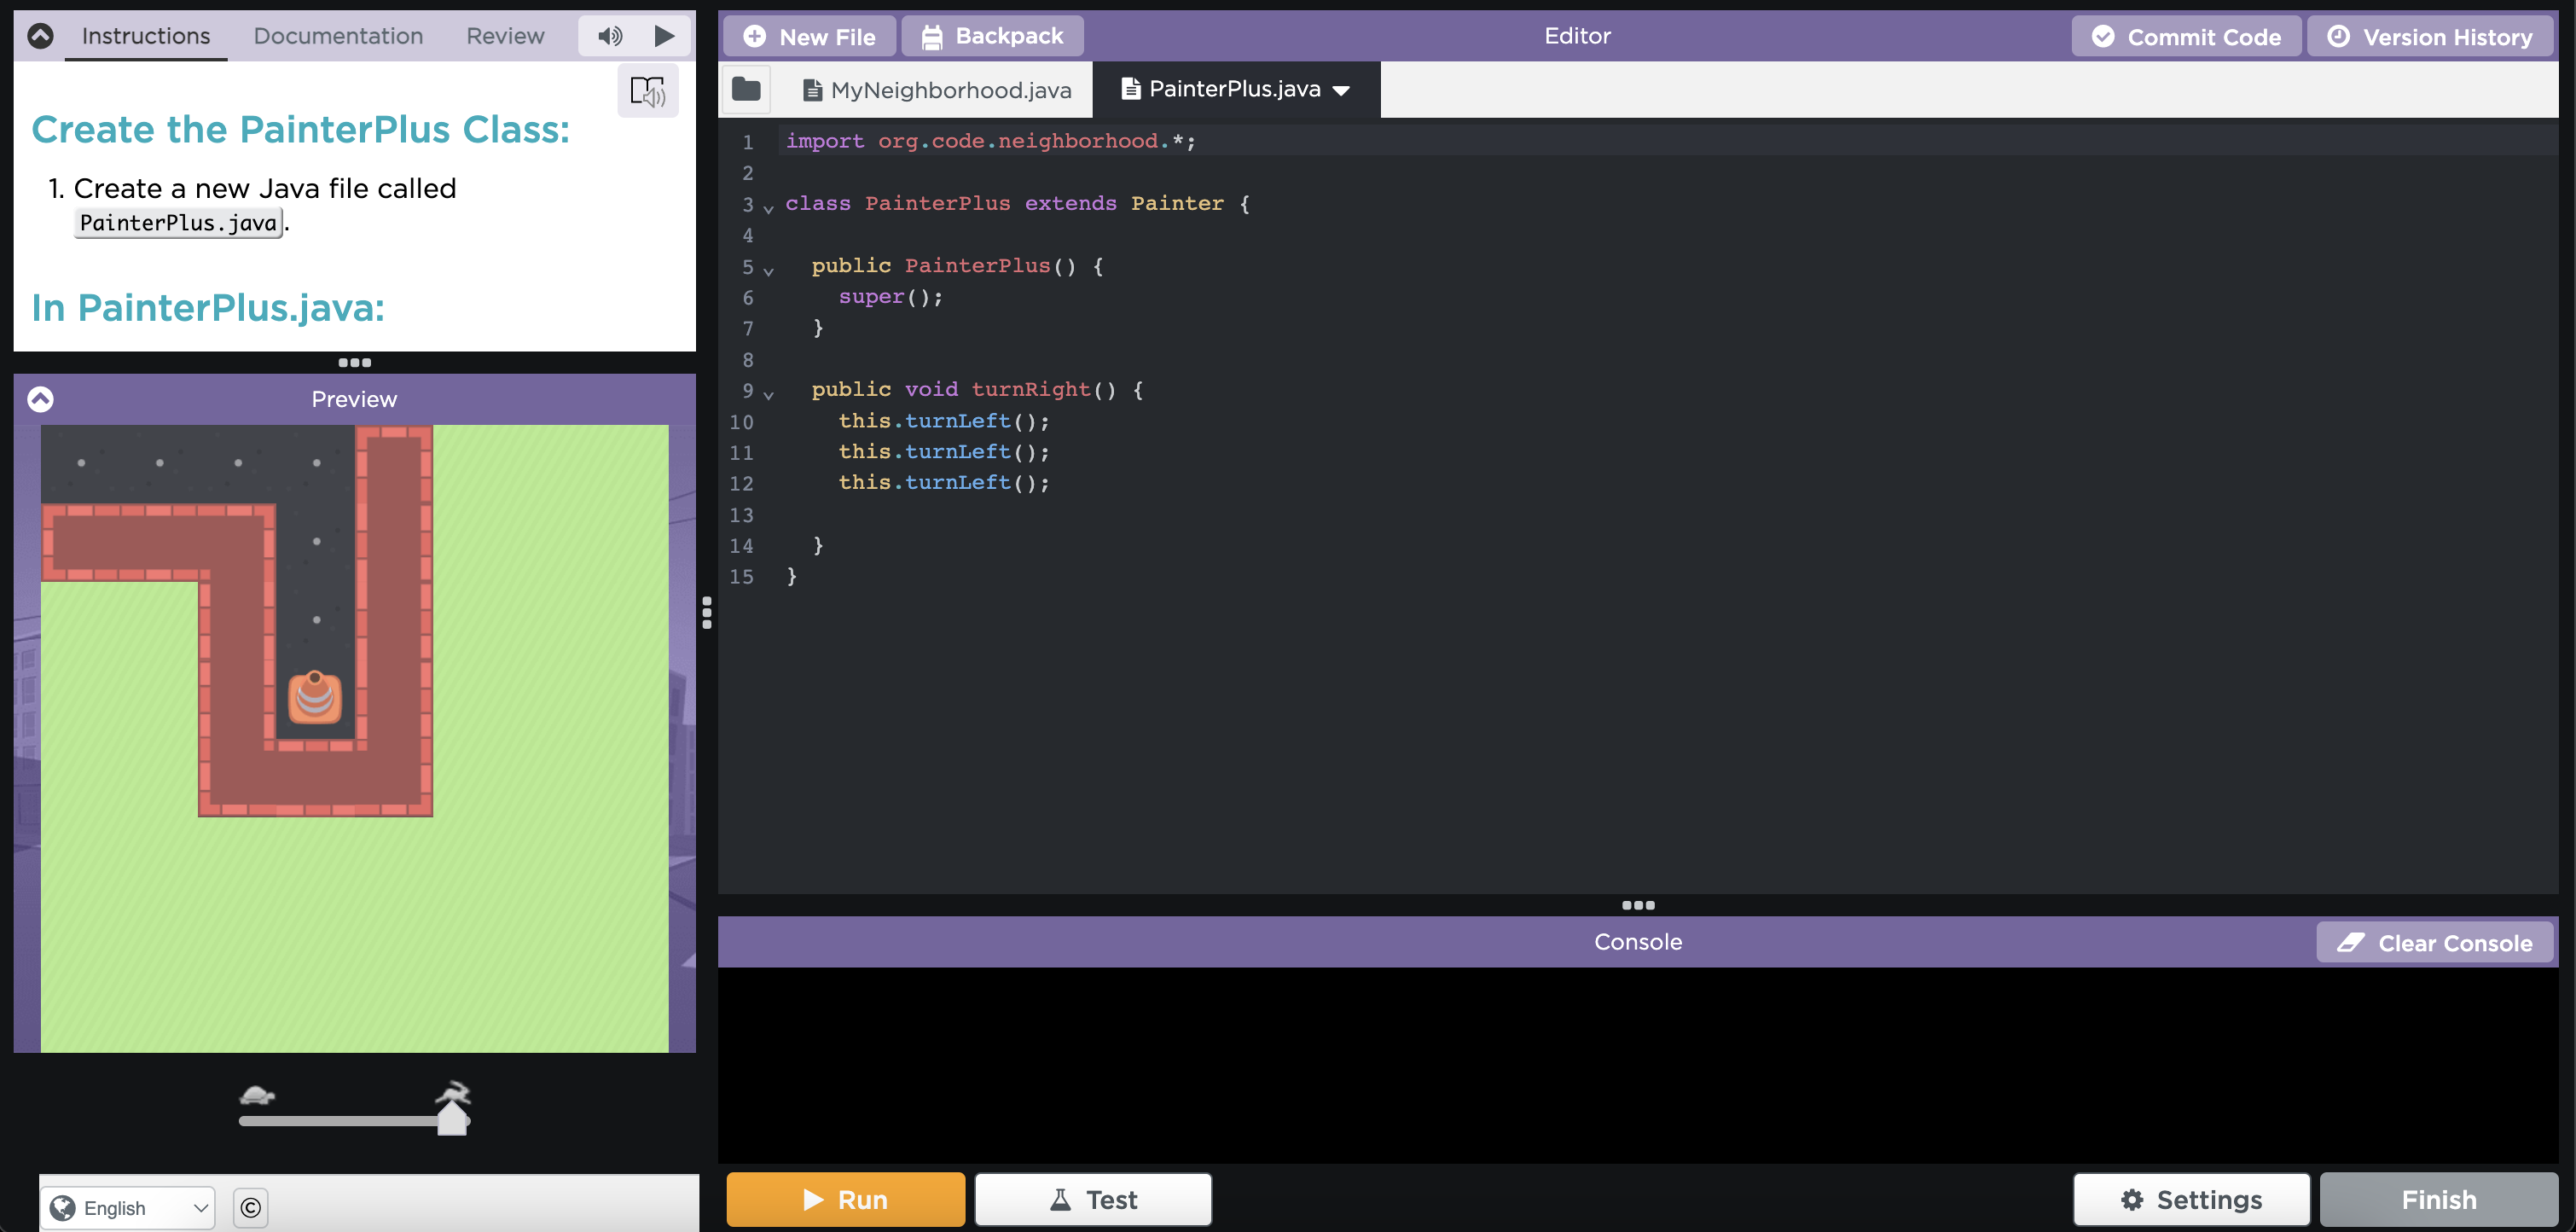 Instructions
Documentation
Review
Create the PainterPlus Class:
1. Create a new Java file called
PainterPlus.java.
In PainterPlus.java:
Preview
English
©
New File
Backpack
Editor
Commit Code
Version History
MyNeighborhood.java
PainterPlus.java
1 import org.code.neighborhood.*;
2
3 class PainterPlus extends Painter {
4
5 public PainterPlus() {
6 super();
7 }
8
9 public void turnRight() {
10 this.turnLeft();
11 this.turnLeft();
12 this.turnLeft();
13
14 }
15 }
Console
Clear Console
Run
Test
Settings
Finish